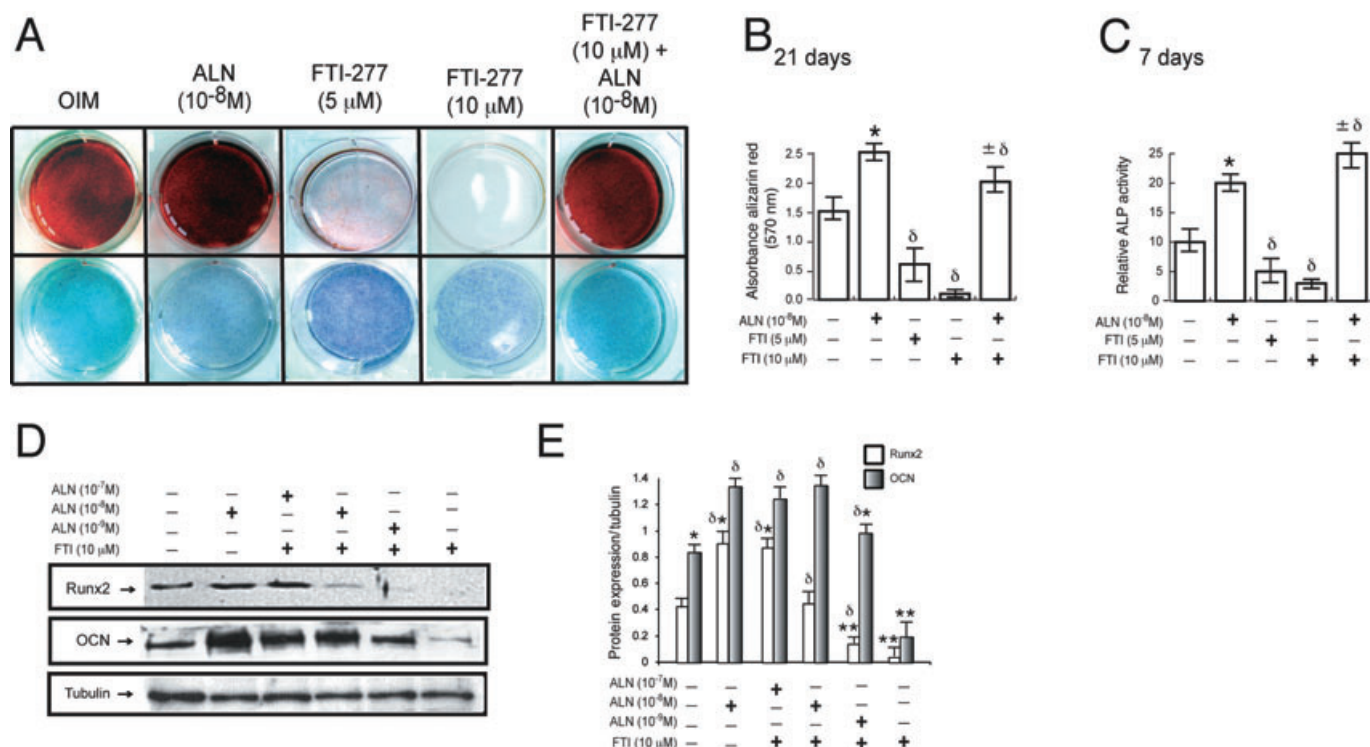 A
OIM
ALN
(10-8M)
FTI-277
(5 μM)
FTI-277
(10 μM)
FTI-277
(10 μM) +
ALN
(10-8M)
B 21 days
Alsorbance alizarin red
(570 nm)
2.5
2.0
1.5
1.0
0.5
0.0
*
δ
δ
± δ
ALN (10-8M) – + – – +
FTI (5 μM) – – + – –
FTI (10 μM) – – – + +
C 7 days
Relative ALP activity
25
20
15
10
5
0
*
δ
δ
± δ
ALN (10-8M) – + – – +
FTI (5 μM) – – + – –
FTI (10 μM) – – – + +
D
ALN (10-7M) – – + – – –
ALN (10-8M) – + – + – –
ALN (10-9M) – – – – + –
FTI (10 μM) – – + + + +
Runx2 →
OCN →
Tubulin →
E
Runx2
OCN
Protein expression/tubulin
1.4
1.2
1
0.8
0.6
0.4
0.2
0
*
δ*
δ
δ*
δ
δ
δ
δ
**
δ*
**
**
ALN (10-7M) – – + – – –
ALN (10-8M) – + – + – –
ALN (10-9M) – – – – + –
FTI (10 μM) – – + + + +